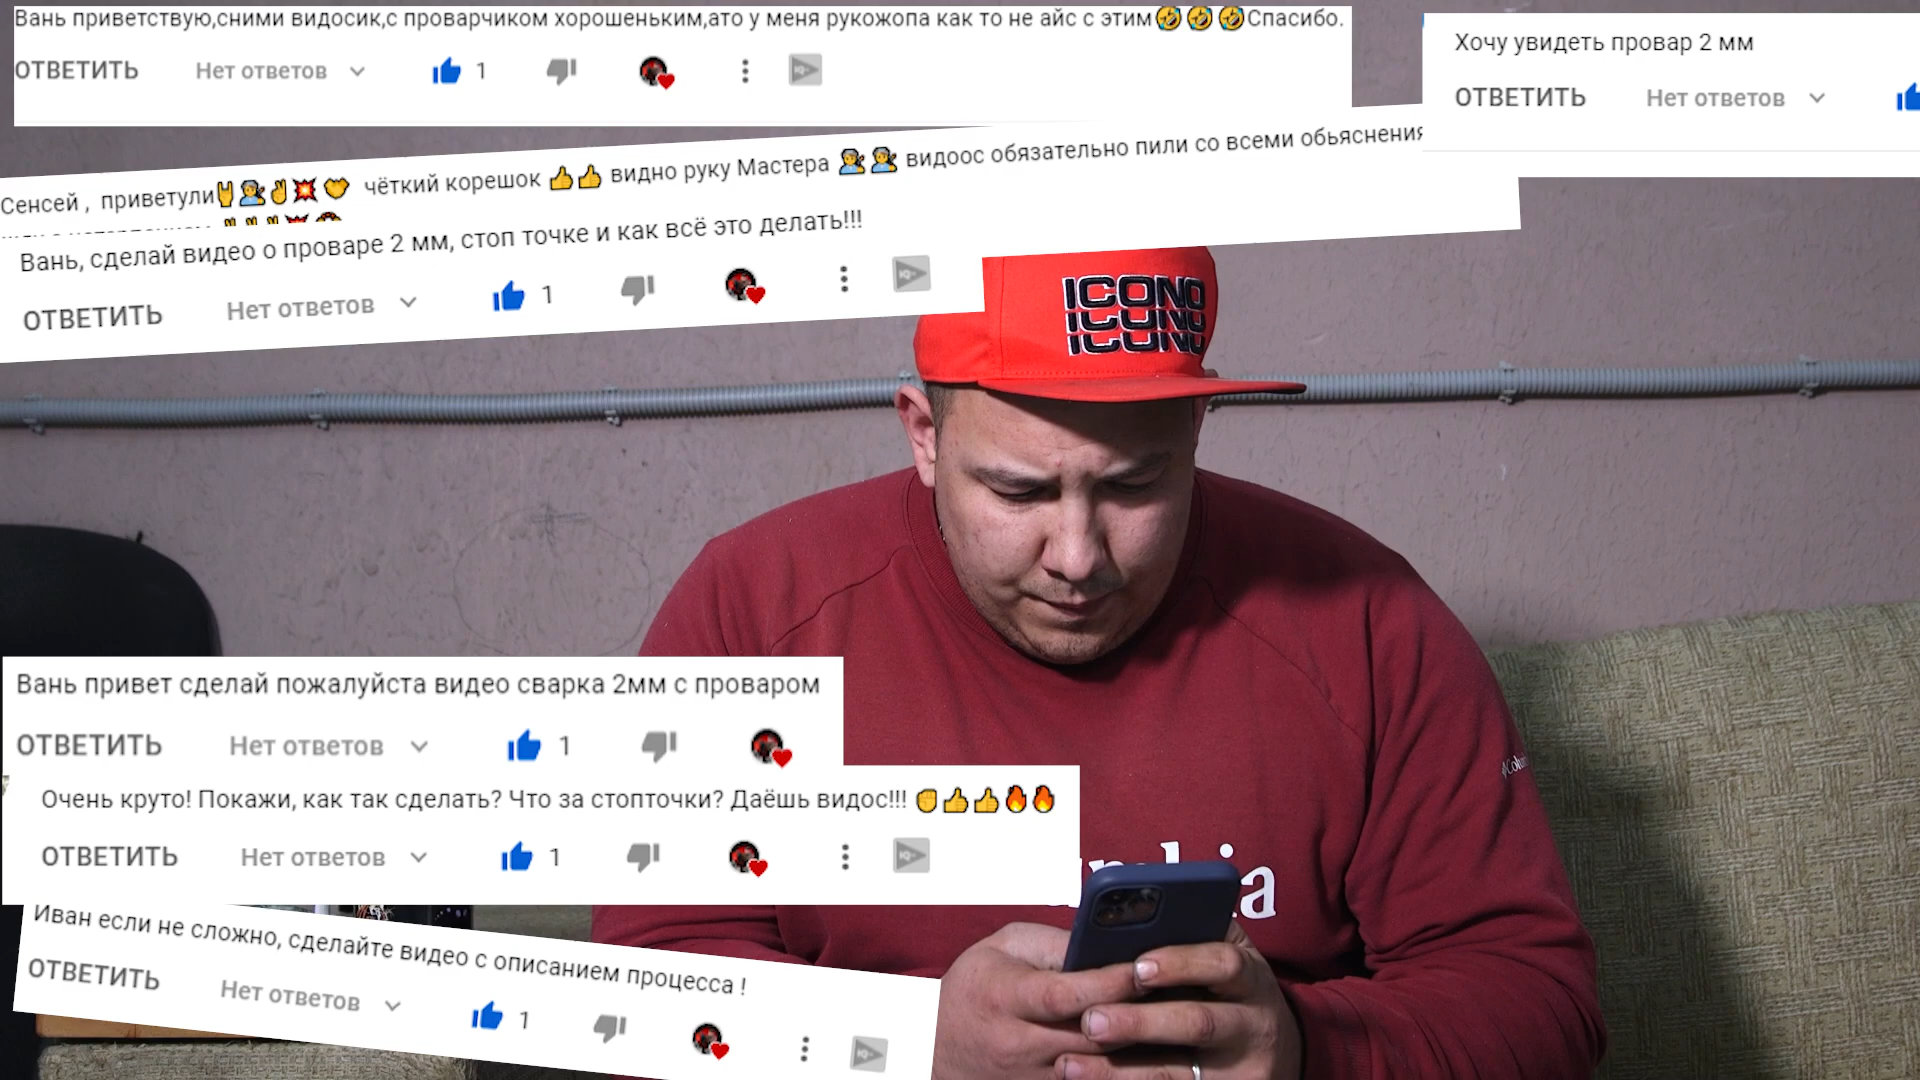 Вань приветствую,сними видосик,с проварчиком хорошеньким,ато у меня рукожопа как то не айс с этим🤣🤣🤣Спасибо.
ОТВЕТИТЬ Нет ответов 1
Хочу увидеть провар 2 мм
ОТВЕТИТЬ Нет ответов
Сенсей , приветули🤘👨‍🏭✌💥🤝 чёткий корешок 👍👍 видно руку Мастера 👨‍🏭👨‍🏭 видоос обязательно пили со всеми обьяснения
Вань, сделай видео о проваре 2 мм, стоп точке и как всё это делать!!!
ОТВЕТИТЬ Нет ответов 1
ICONO
ICONO
ICONO
Вань привет сделай пожалуйста видео сварка 2мм с проваром
ОТВЕТИТЬ Нет ответов 1
Очень круто! Покажи, как так сделать? Что за стопточки? Даёшь видос!!! ✊👍👍🔥🔥
ОТВЕТИТЬ Нет ответов 1
Иван если не сложно, сделайте видео с описанием процесса !
ОТВЕТИТЬ Нет ответов 1